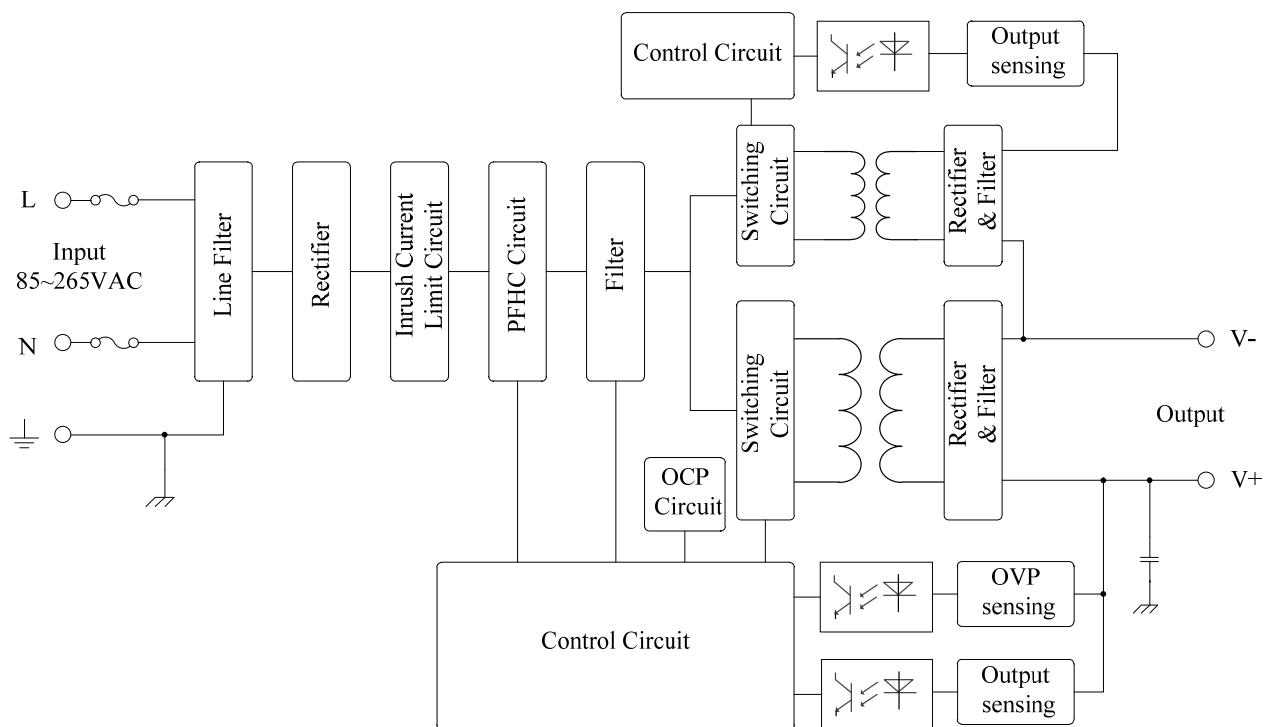 Control Circuit
Output
sensing
Switching
Circuit
Rectifier
& Filter
L
Input
85~265VAC
N
Line Filter
Rectifier
Inrush Current
Limit Circuit
PFHC Circuit
Filter
Switching
Circuit
Rectifier
& Filter
V-
Output
V+
OCP
Circuit
Control Circuit
OVP
sensing
Output
sensing